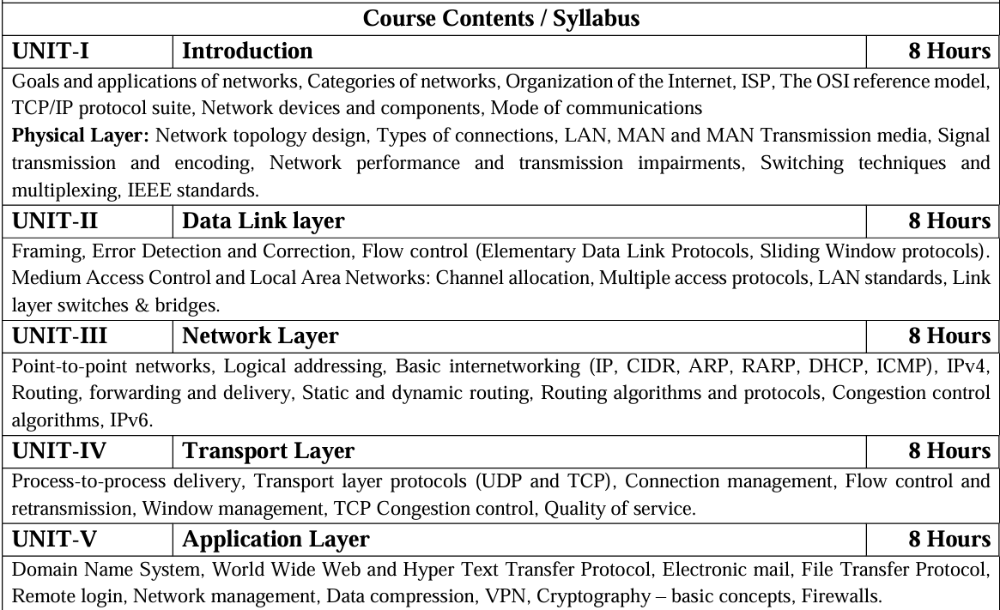 Course Contents / Syllabus
UNIT-I Introduction 8 Hours
Goals and applications of networks, Categories of networks, Organization of the Internet, ISP, The OSI reference model,
TCP/IP protocol suite, Network devices and components, Mode of communications
Physical Layer: Network topology design, Types of connections, LAN, MAN and MAN Transmission media, Signal
transmission and encoding, Network performance and transmission impairments, Switching techniques and
multiplexing, IEEE standards.
UNIT-II Data Link layer 8 Hours
Framing, Error Detection and Correction, Flow control (Elementary Data Link Protocols, Sliding Window protocols).
Medium Access Control and Local Area Networks: Channel allocation, Multiple access protocols, LAN standards, Link
layer switches & bridges.
UNIT-III Network Layer 8 Hours
Point-to-point networks, Logical addressing, Basic internetworking (IP, CIDR, ARP, RARP, DHCP, ICMP), IPv4,
Routing, forwarding and delivery, Static and dynamic routing, Routing algorithms and protocols, Congestion control
algorithms, IPv6.
UNIT-IV Transport Layer 8 Hours
Process-to-process delivery, Transport layer protocols (UDP and TCP), Connection management, Flow control and
retransmission, Window management, TCP Congestion control, Quality of service.
UNIT-V Application Layer 8 Hours
Domain Name System, World Wide Web and Hyper Text Transfer Protocol, Electronic mail, File Transfer Protocol,
Remote login, Network management, Data compression, VPN, Cryptography – basic concepts, Firewalls.